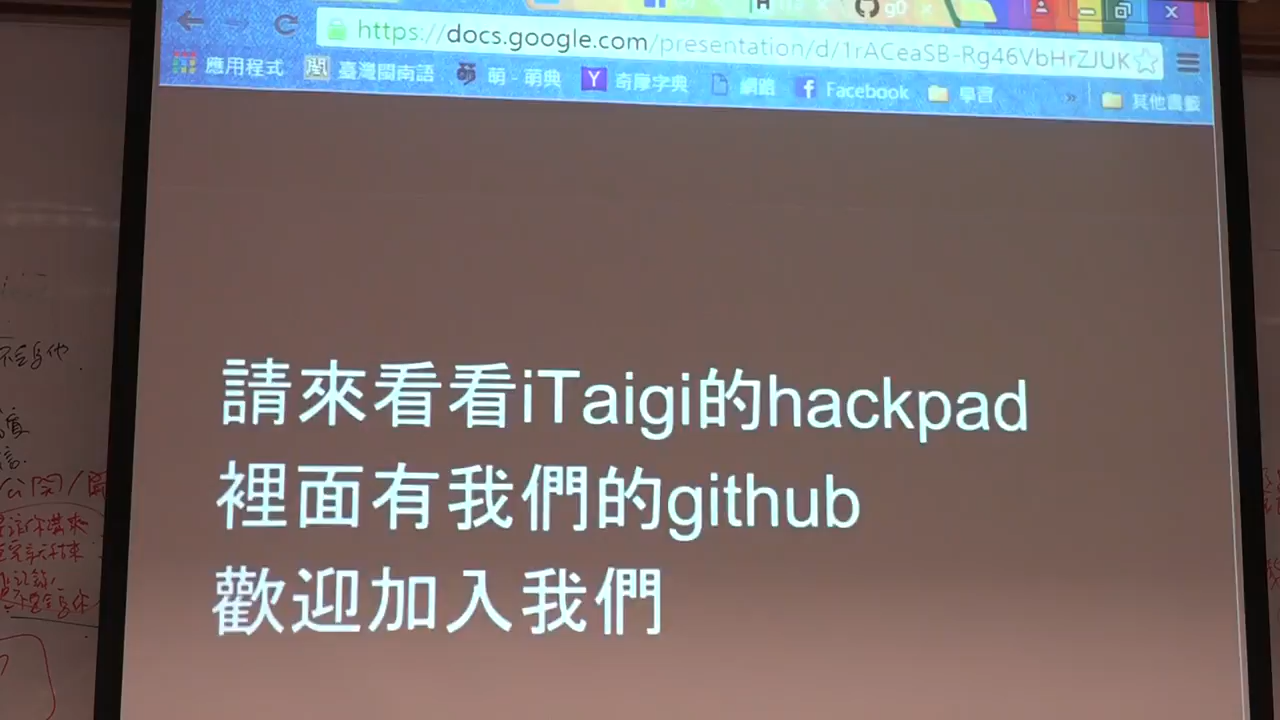 g0
https://docs.google.com/presentation/d/1rACeaSB-Rg46VbHrZJUK
應用程式 臺灣閩南語 萌 - 萌典 奇摩字典 網路 Facebook 學習 » 其他書籤
請來看看iTaigi的hackpad
裡面有我們的github
歡迎加入我們